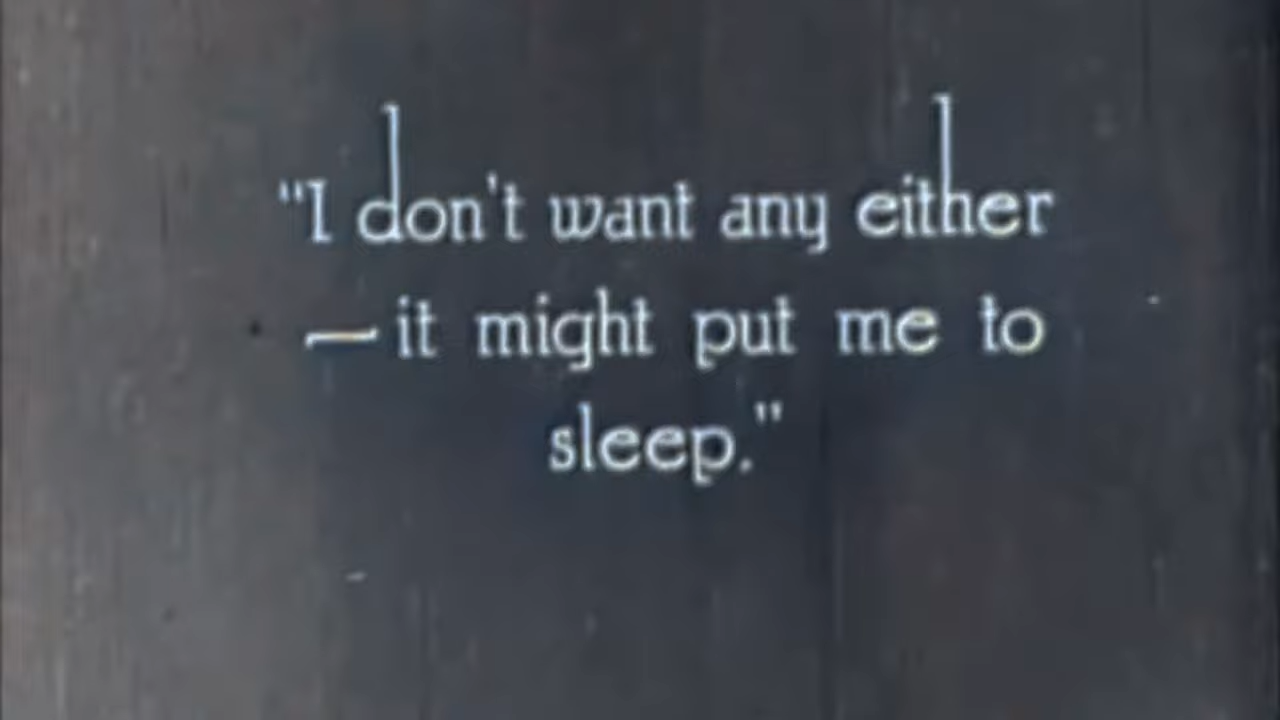 "I don't want any either
— it might put me to
sleep."